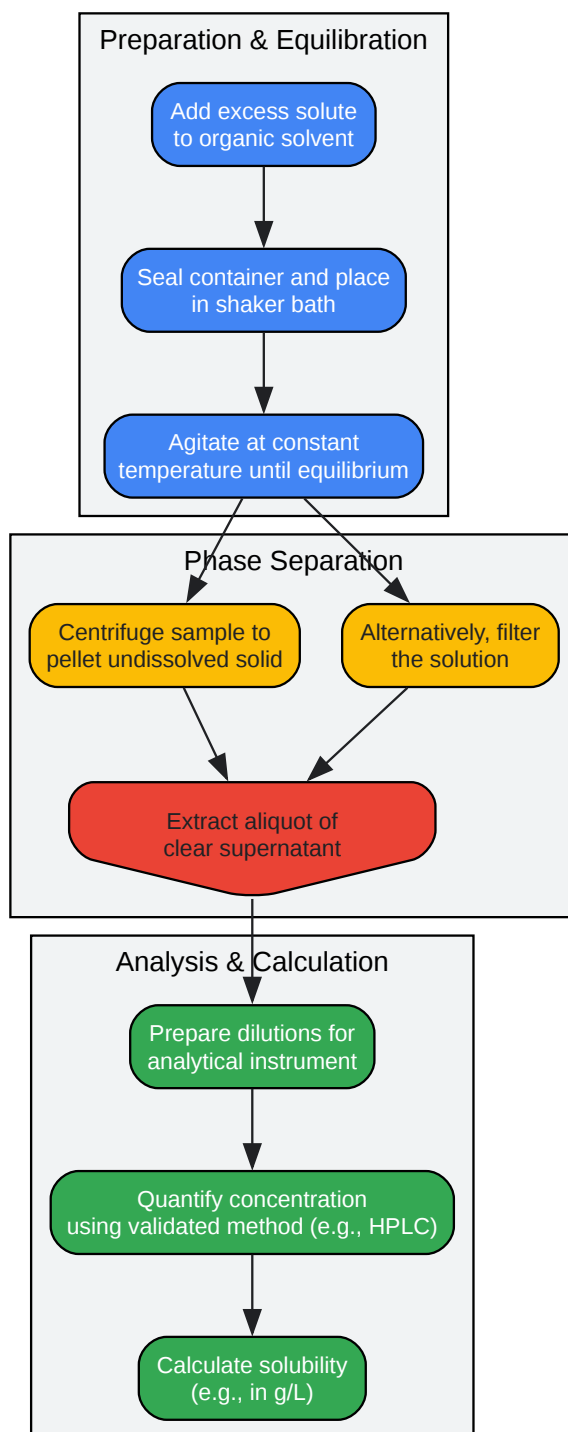 Preparation & Equilibration
Add excess solute
to organic solvent
Seal container and place
in shaker bath
Agitate at constant
temperature until equilibrium
Phase Separation
Centrifuge sample to
pellet undissolved solid
Alternatively, filter
the solution
Extract aliquot of
clear supernatant
Analysis & Calculation
Prepare dilutions for
analytical instrument
Quantify concentration
using validated method (e.g., HPLC)
Calculate solubility
(e.g., in g/L)